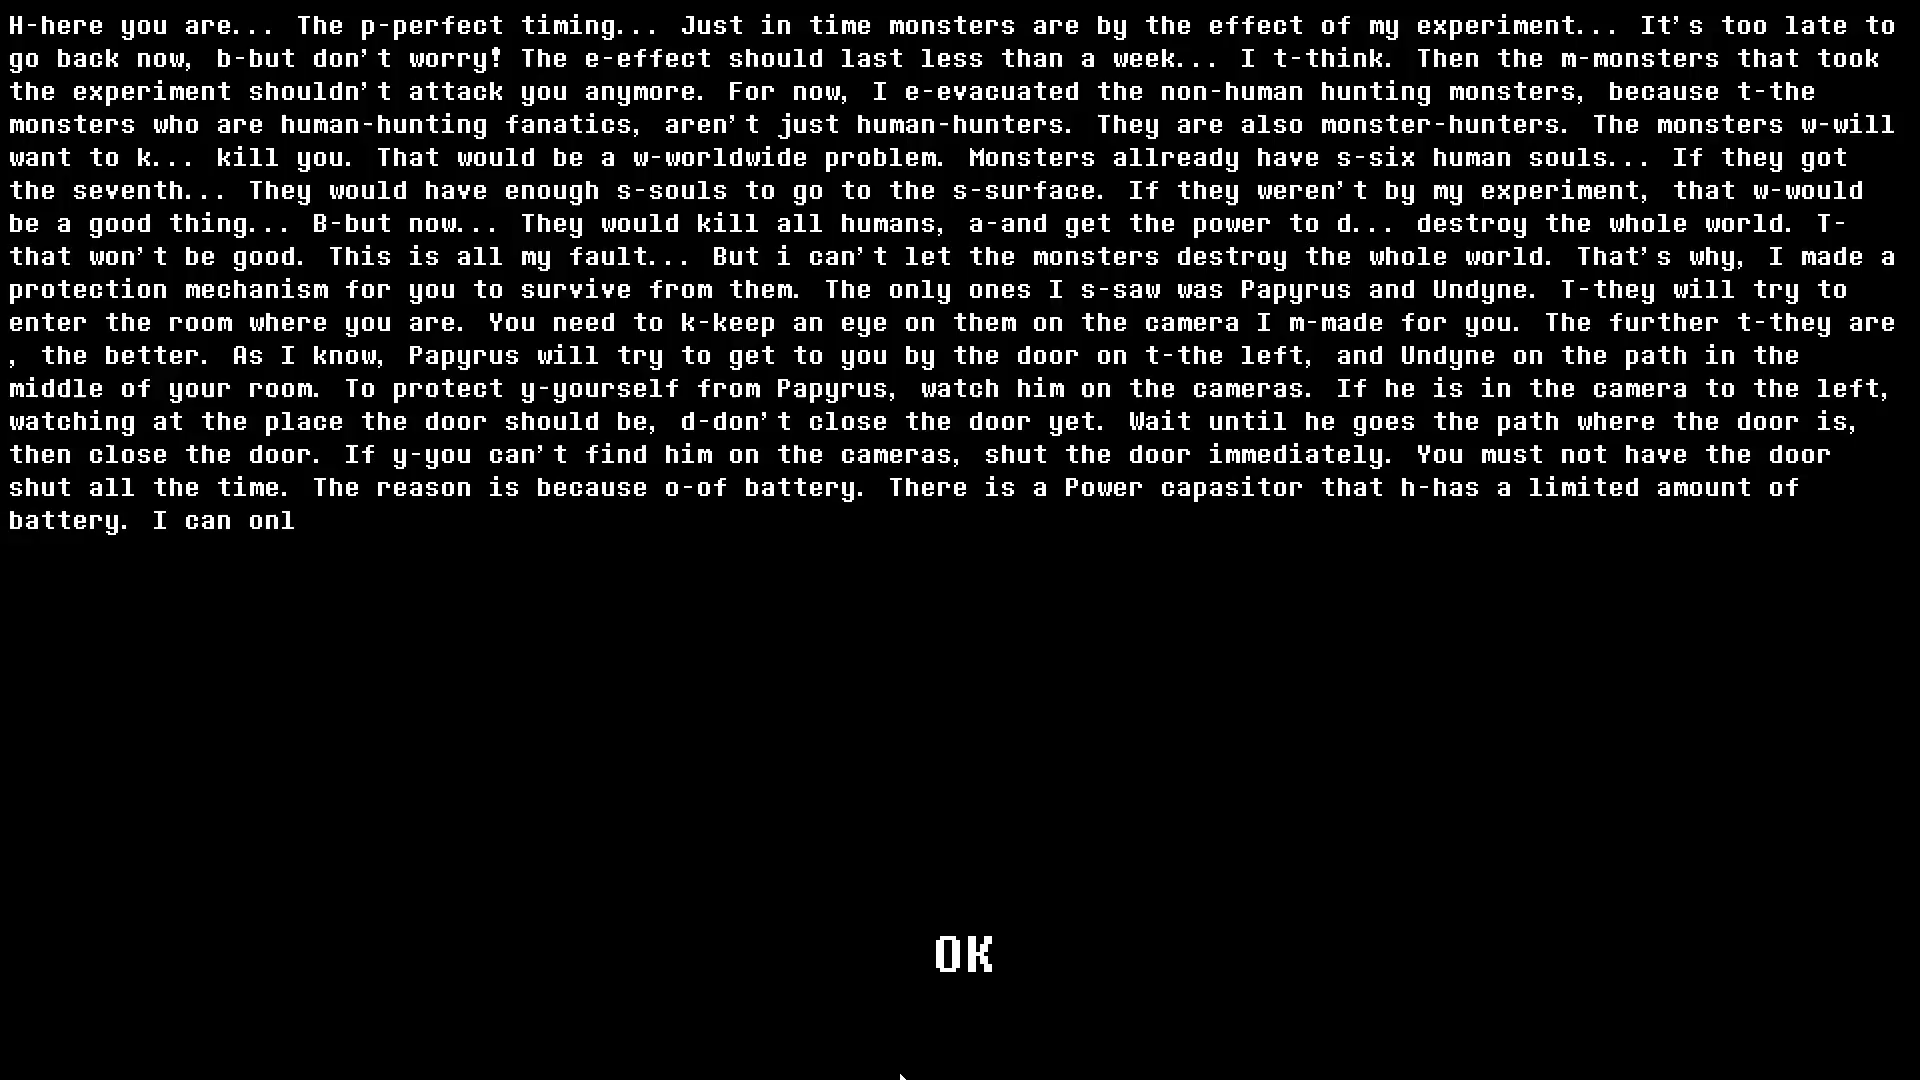 H-here you are... The p-perfect timing... Just in time monsters are by the effect of my experiment... It's too late to
go back now, b-but don't worry! The e-effect should last less than a week... I t-think. Then the m-monsters that took
the experiment shouldn't attack you anymore. For now, I e-evacuated the non-human hunting monsters, because t-the
monsters who are human-hunting fanatics, aren't just human-hunters. They are also monster-hunters. The monsters w-will
want to k... kill you. That would be a w-worldwide problem. Monsters allready have s-six human souls... If they got
the seventh... They would have enough s-souls to go to the s-surface. If they weren't by my experiment, that w-would
be a good thing... B-but now... They would kill all humans, a-and get the power to d... destroy the whole world. T-
that won't be good. This is all my fault... But i can't let the monsters destroy the whole world. That's why, I made a
protection mechanism for you to survive from them. The only ones I s-saw was Papyrus and Undyne. T-they will try to
enter the room where you are. You need to k-keep an eye on them on the camera I m-made for you. The further t-they are
, the better. As I know, Papyrus will try to get to you by the door on t-the left, and Undyne on the path in the
middle of your room. To protect y-yourself from Papyrus, watch him on the cameras. If he is in the camera to the left,
watching at the place the door should be, d-don't close the door yet. Wait until he goes the path where the door is,
then close the door. If y-you can't find him on the cameras, shut the door immediately. You must not have the door
shut all the time. The reason is because o-of battery. There is a Power capasitor that h-has a limited amount of
battery. I can onl
OK